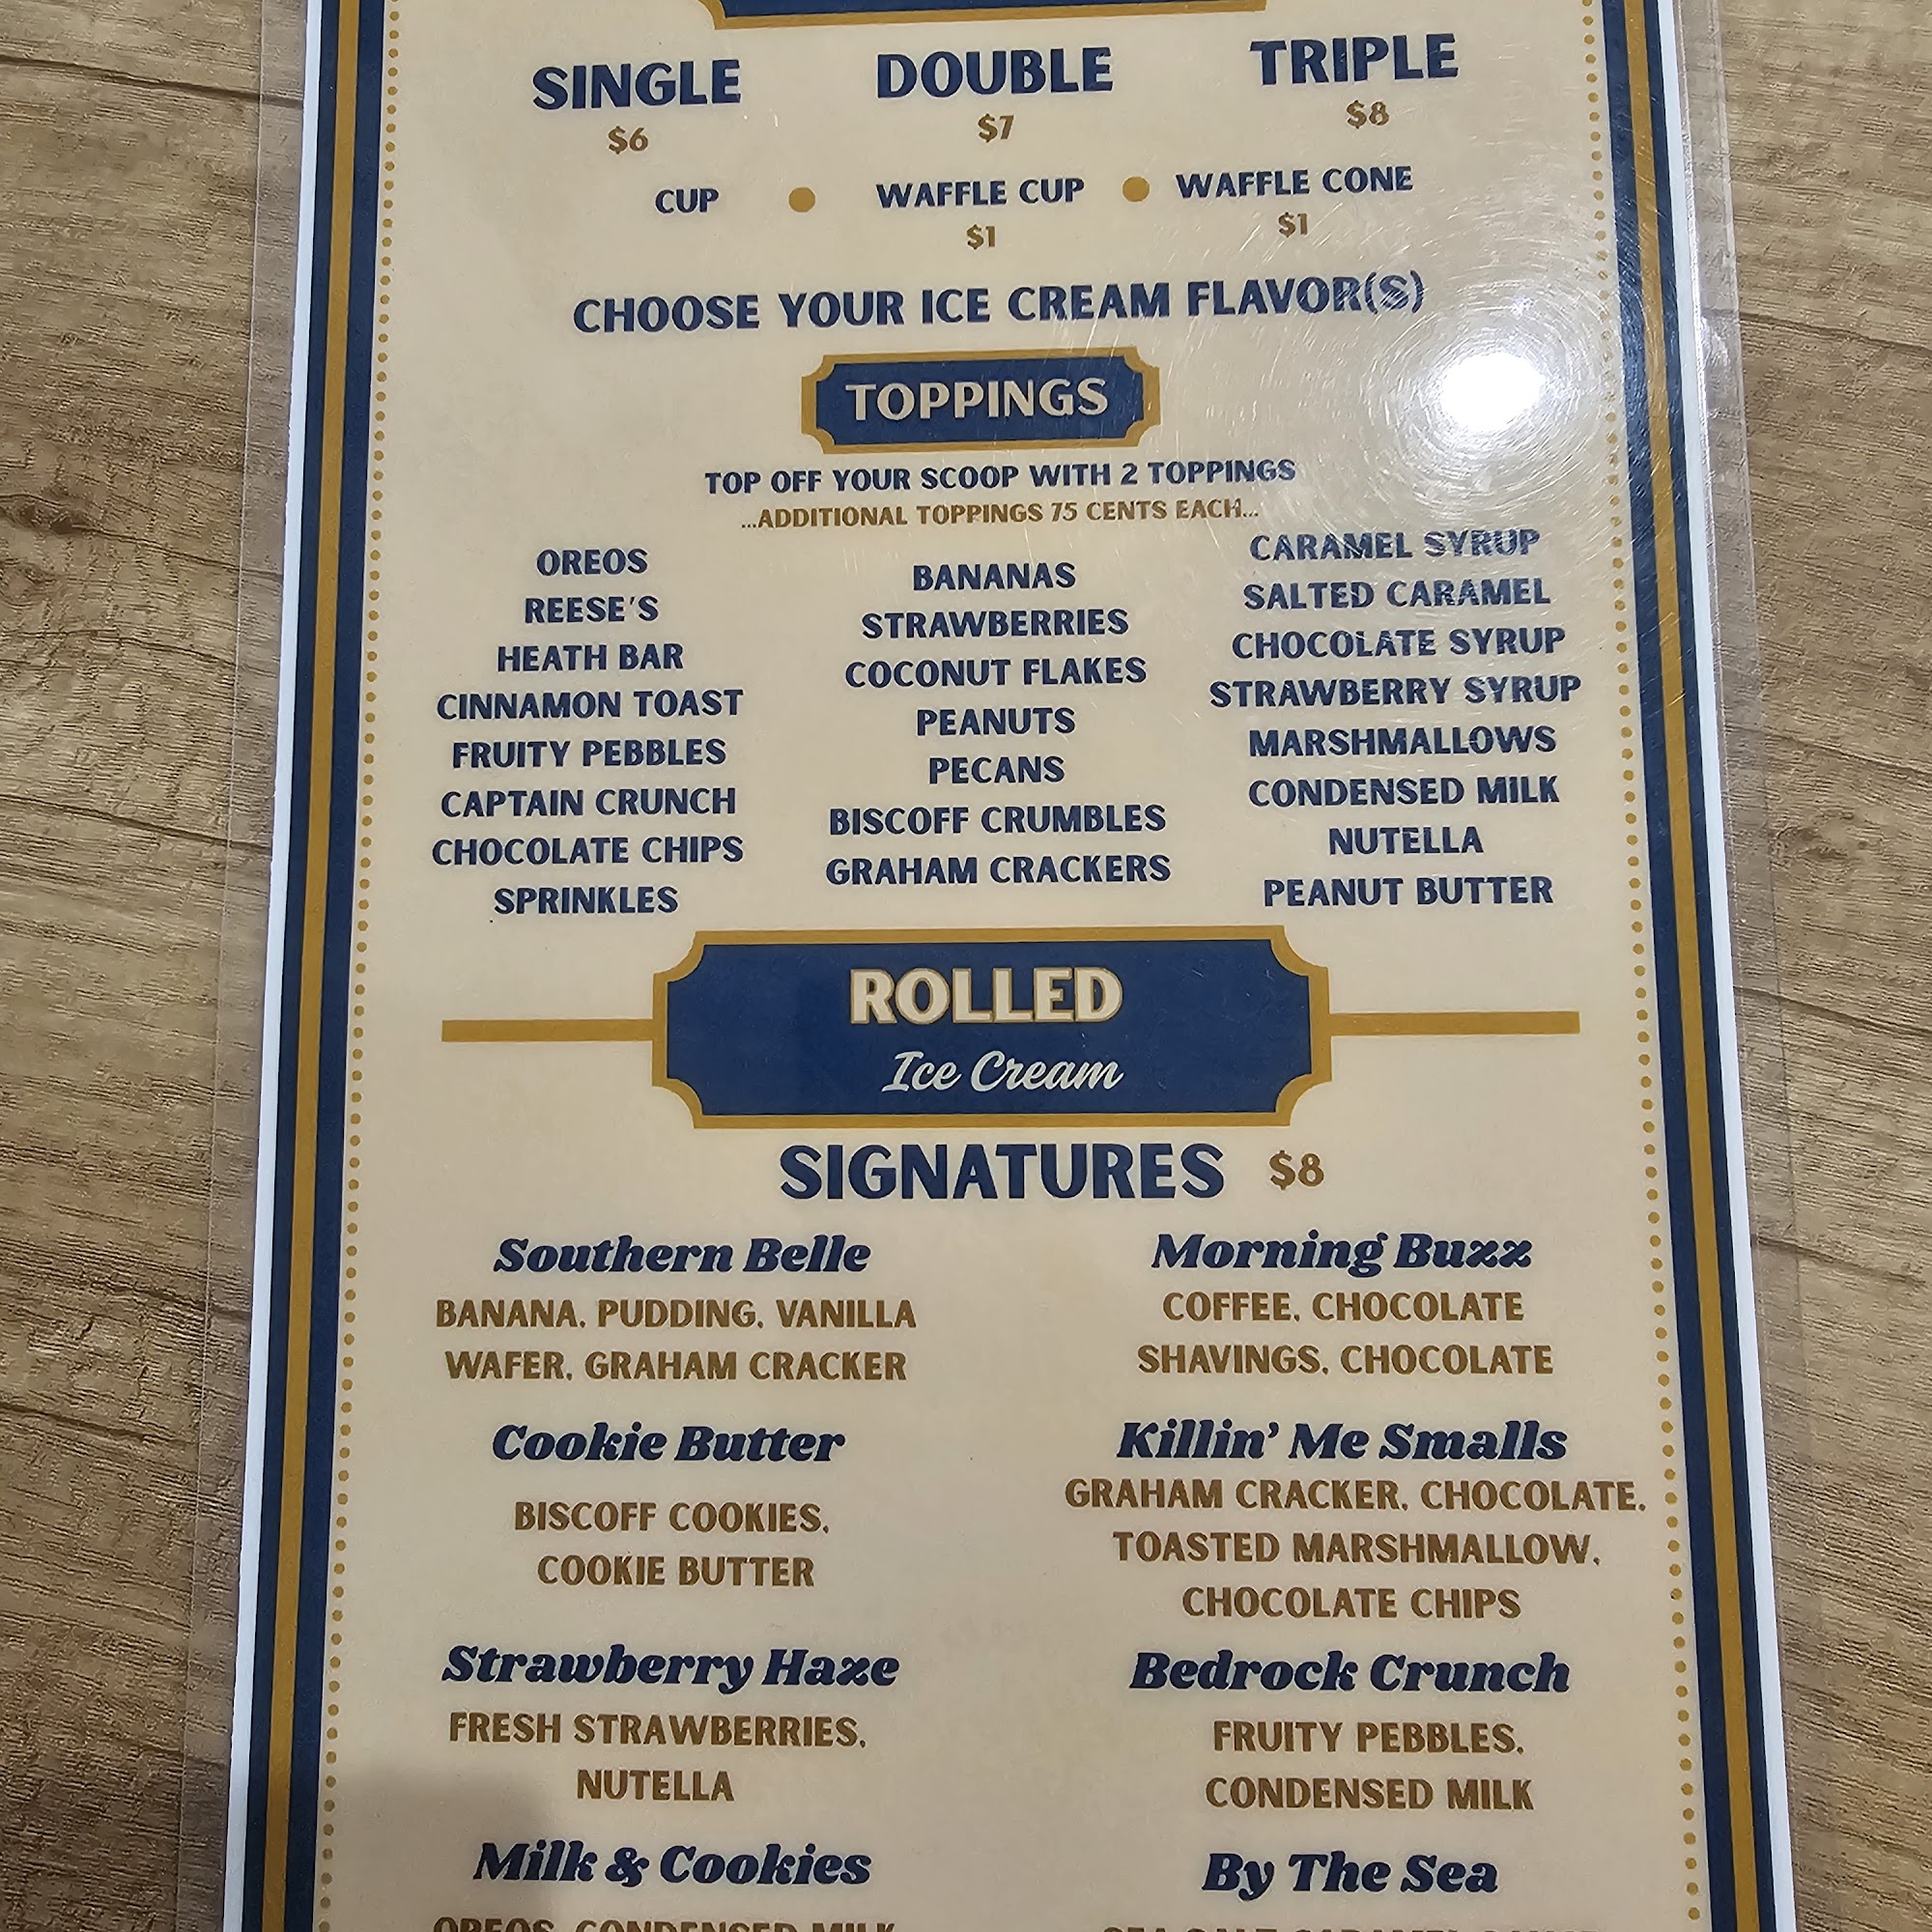 SINGLE DOUBLE TRIPLE
$6 $7 $8
CUP WAFFLE CUP WAFFLE CONE
$1 $1
CHOOSE YOUR ICE CREAM FLAVOR(S)
TOPPINGS
TOP OFF YOUR SCOOP WITH 2 TOPPINGS
...ADDITIONAL TOPPINGS 75 CENTS EACH...
OREOS
REESE'S
HEATH BAR
CINNAMON TOAST
FRUITY PEBBLES
CAPTAIN CRUNCH
CHOCOLATE CHIPS
SPRINKLES
BANANAS
STRAWBERRIES
COCONUT FLAKES
PEANUTS
PECANS
BISCOFF CRUMBLES
GRAHAM CRACKERS
CARAMEL SYRUP
SALTED CARAMEL
CHOCOLATE SYRUP
STRAWBERRY SYRUP
MARSHMALLOWS
CONDENSED MILK
NUTELLA
PEANUT BUTTER
ROLLED
Ice Cream
SIGNATURES $8
Southern Belle
BANANA, PUDDING, VANILLA
WAFER, GRAHAM CRACKER
Morning Buzz
COFFEE, CHOCOLATE
SHAVINGS, CHOCOLATE
Cookie Butter
BISCOFF COOKIES,
COOKIE BUTTER
Killin' Me Smalls
GRAHAM CRACKER, CHOCOLATE,
TOASTED MARSHMALLOW,
CHOCOLATE CHIPS
Strawberry Haze
FRESH STRAWBERRIES,
NUTELLA
Bedrock Crunch
FRUITY PEBBLES,
CONDENSED MILK
Milk & Cookies
OREOS, CONDENSED MILK
By The Sea